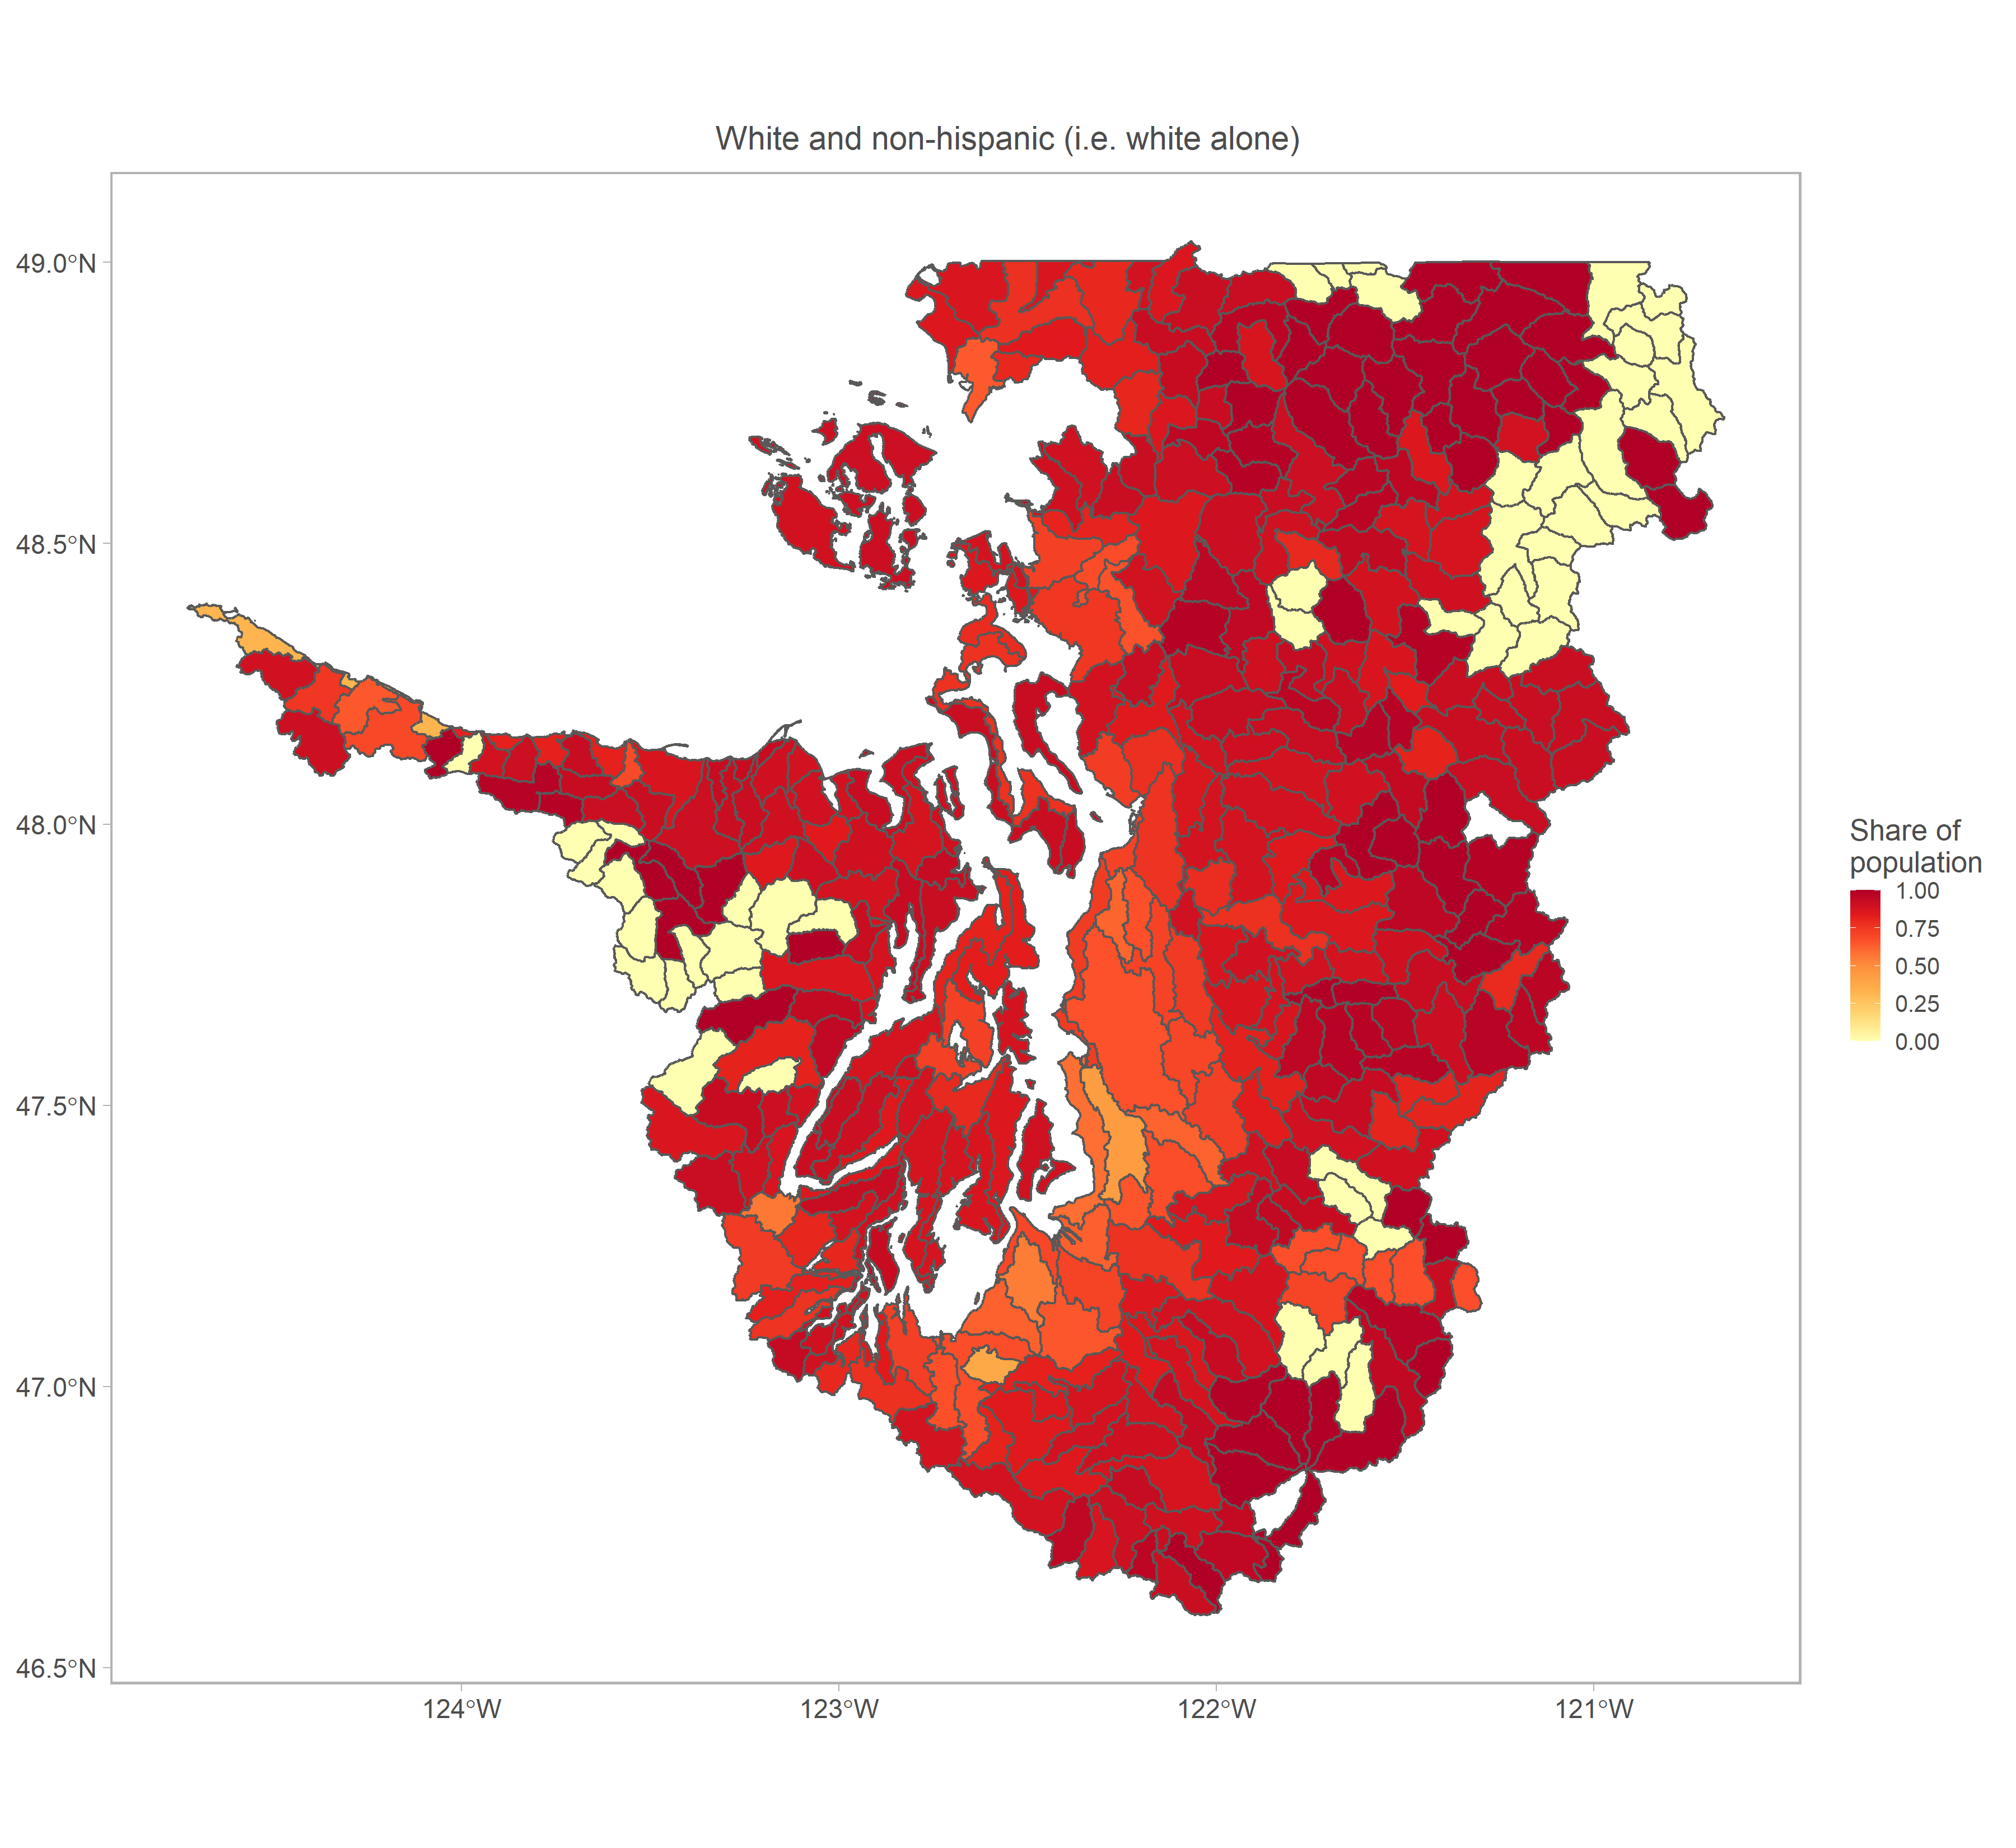 White and non-hispanic (i.e. white alone)
49.0°N
48.5°N
48.0°N
47.5°N
47.0°N
46.5°N
124°W
123°W
122°W
121°W
Share of
population
1.00
0.75
0.50
0.25
0.00